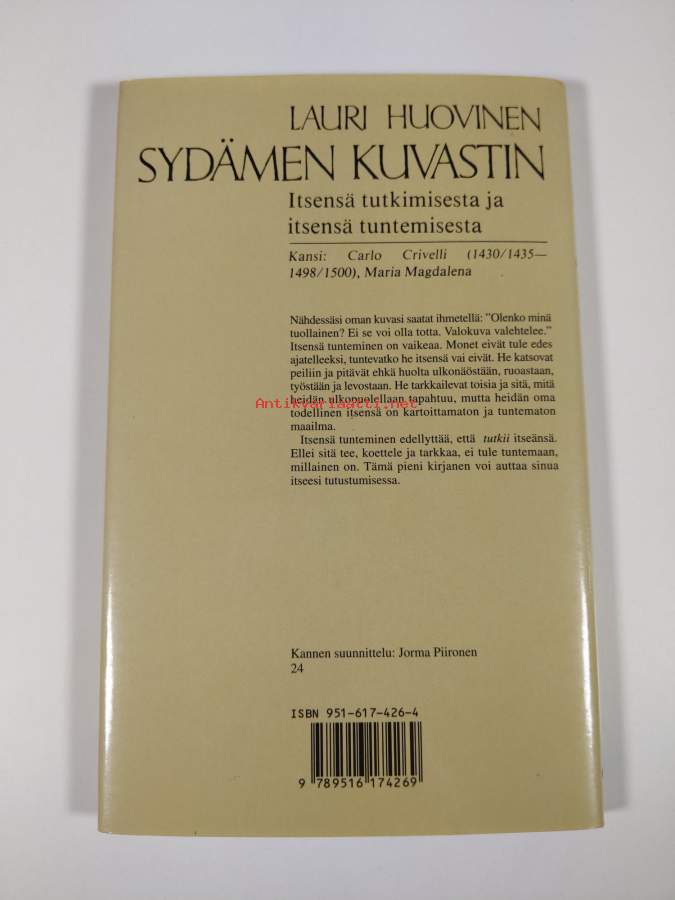 LAURI HUOVINEN
SYDÄMEN KUVASTIN
Itsensä tutkimisesta ja
itsensä tuntemisesta
Kansi: Carlo Crivelli (1430/1435—
1498/1500), Maria Magdalena
Nähdessäsi oman kuvasi saatat ihmetellä: ”Olenko minä
tuollainen? Ei se voi olla totta. Valokuva valehtelee.”
Itsensä tunteminen on vaikeaa. Monet eivät tule edes
ajatelleeksi, tuntevatko he itsensä vai eivät. He katsovat
peiliin ja pitävät ehkä huolta ulkonäöstään, ruoastaan,
työstään ja levostaan. He tarkkailevat toisia ja sitä, mitä
heidän ulkopuolellaan tapahtuu, mutta heidän oma
Antikvariaatti.net
todellinen itsensä on kartoittamaton ja tuntematon
maailma.
Itsensä tunteminen edellyttää, että tutkii itseänsä.
Ellei sitä tee, koettele ja tarkkaa, ei tule tuntemaan,
millainen on. Tämä pieni kirjanen voi auttaa sinua
itseesi tutustumisessa.
Kannen suunnittelu: Jorma Piironen
24
ISBN 951-617-426-4
9 789516 174269